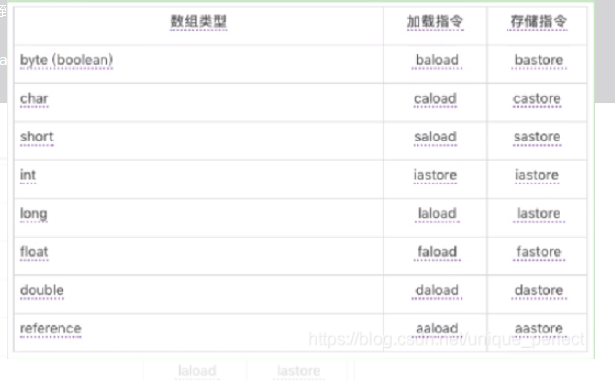 数组类型 加载指令 存储指令
byte (boolean) baload bastore
char caload castore
short saload sastore
int iastore iastore
long laload lastore
float faload fastore
double daload dastore
reference aaload aastore
https://blog.csdn.net/unique_perfect
laload lastore